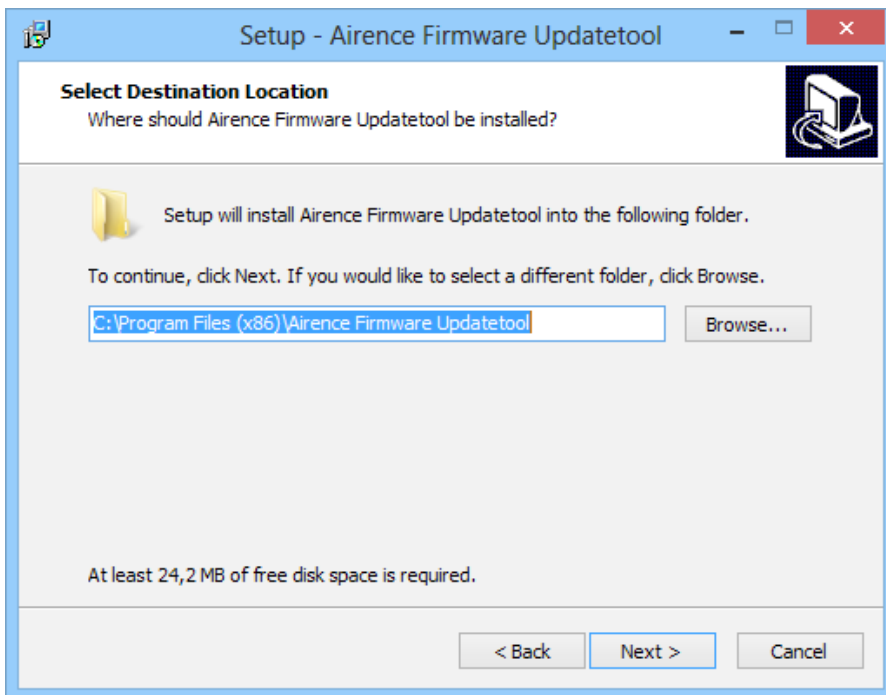 Setup - Airence Firmware Updatetool
Select Destination Location
Where should Airence Firmware Updatetool be installed?
Setup will install Airence Firmware Updatetool into the following folder.
To continue, click Next. If you would like to select a different folder, click Browse.
C:\Program Files (x86)\Airence Firmware Updatetool
Browse...
At least 24,2 MB of free disk space is required.
< Back
Next >
Cancel